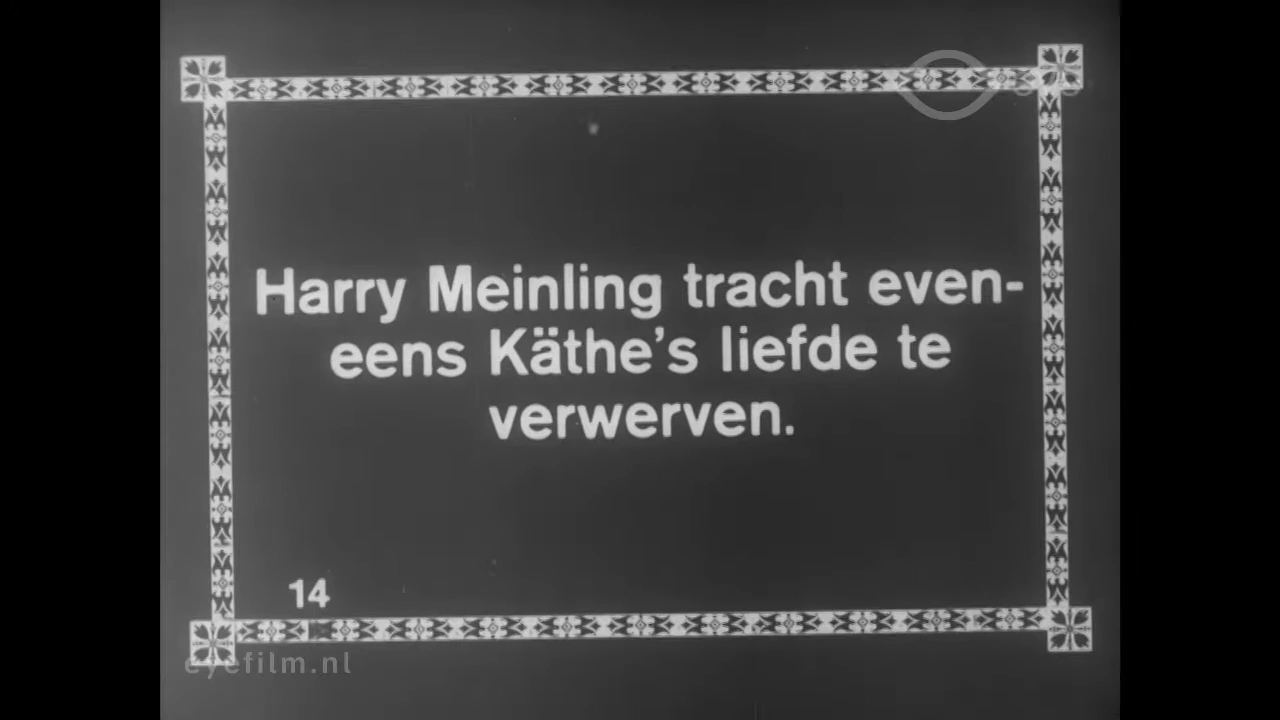 Harry Meinling tracht even-
eens Käthe's liefde te
verwerven.
14
eyefilm.nl